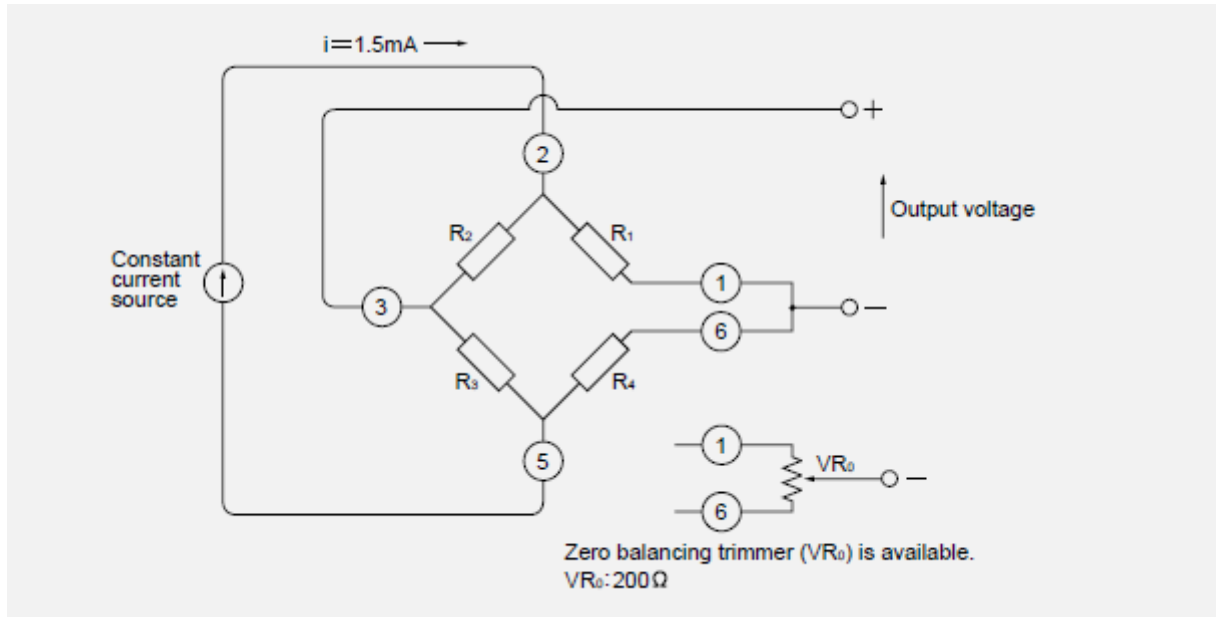 i=1.5mA
+
2
Output voltage
R₂
R₁
Constant
current
source
1
3
−
6
R₃
R₄
1
5
VR₀
−
6
Zero balancing trimmer (VR₀) is available.
VR₀:200Ω